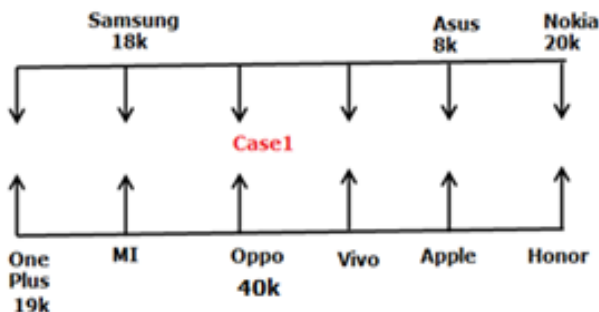 Samsung
18k
Asus
8k
Nokia
20k
Case1
One
Plus
19k
MI
Oppo
40k
Vivo
Apple
Honor